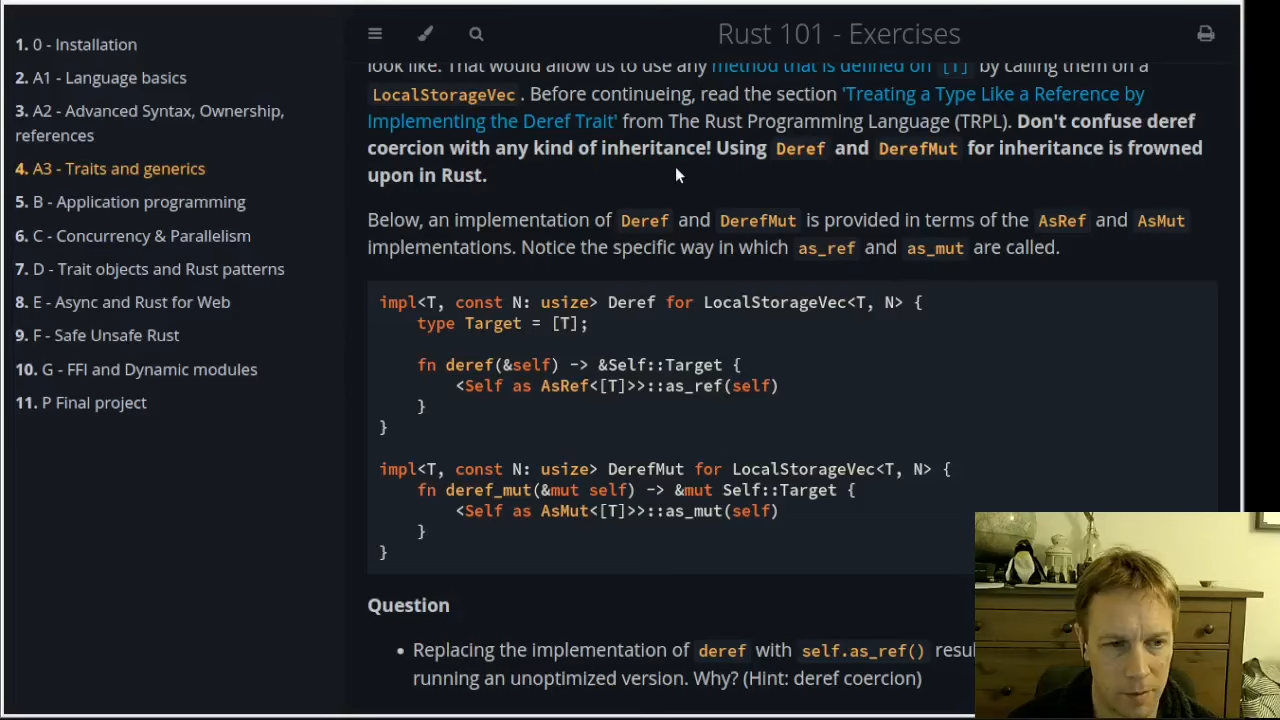 1. 0 - Installation
2. A1 - Language basics
3. A2 - Advanced Syntax, Ownership,
references
4. A3 - Traits and generics
5. B - Application programming
6. C - Concurrency & Parallelism
7. D - Trait objects and Rust patterns
8. E - Async and Rust for Web
9. F - Safe Unsafe Rust
10. G - FFI and Dynamic modules
11. P Final project
Rust 101 - Exercises
look like. That would allow us to use any method that is defined on [T] by calling them on a
LocalStorageVec. Before continueing, read the section 'Treating a Type Like a Reference by
Implementing the Deref Trait' from The Rust Programming Language (TRPL). Don't confuse deref
coercion with any kind of inheritance! Using Deref and DerefMut for inheritance is frowned
upon in Rust.
Below, an implementation of Deref and DerefMut is provided in terms of the AsRef and AsMut
implementations. Notice the specific way in which as_ref and as_mut are called.
impl<T, const N: usize> Deref for LocalStorageVec<T, N> {
    type Target = [T];
    fn deref(&self) -> &Self::Target {
        <Self as AsRef<[T]>>::as_ref(self)
    }
}
impl<T, const N: usize> DerefMut for LocalStorageVec<T, N> {
    fn deref_mut(&mut self) -> &mut Self::Target {
        <Self as AsMut<[T]>>::as_mut(self)
    }
}
Question
• Replacing the implementation of deref with self.as_ref() resul
running an unoptimized version. Why? (Hint: deref coercion)